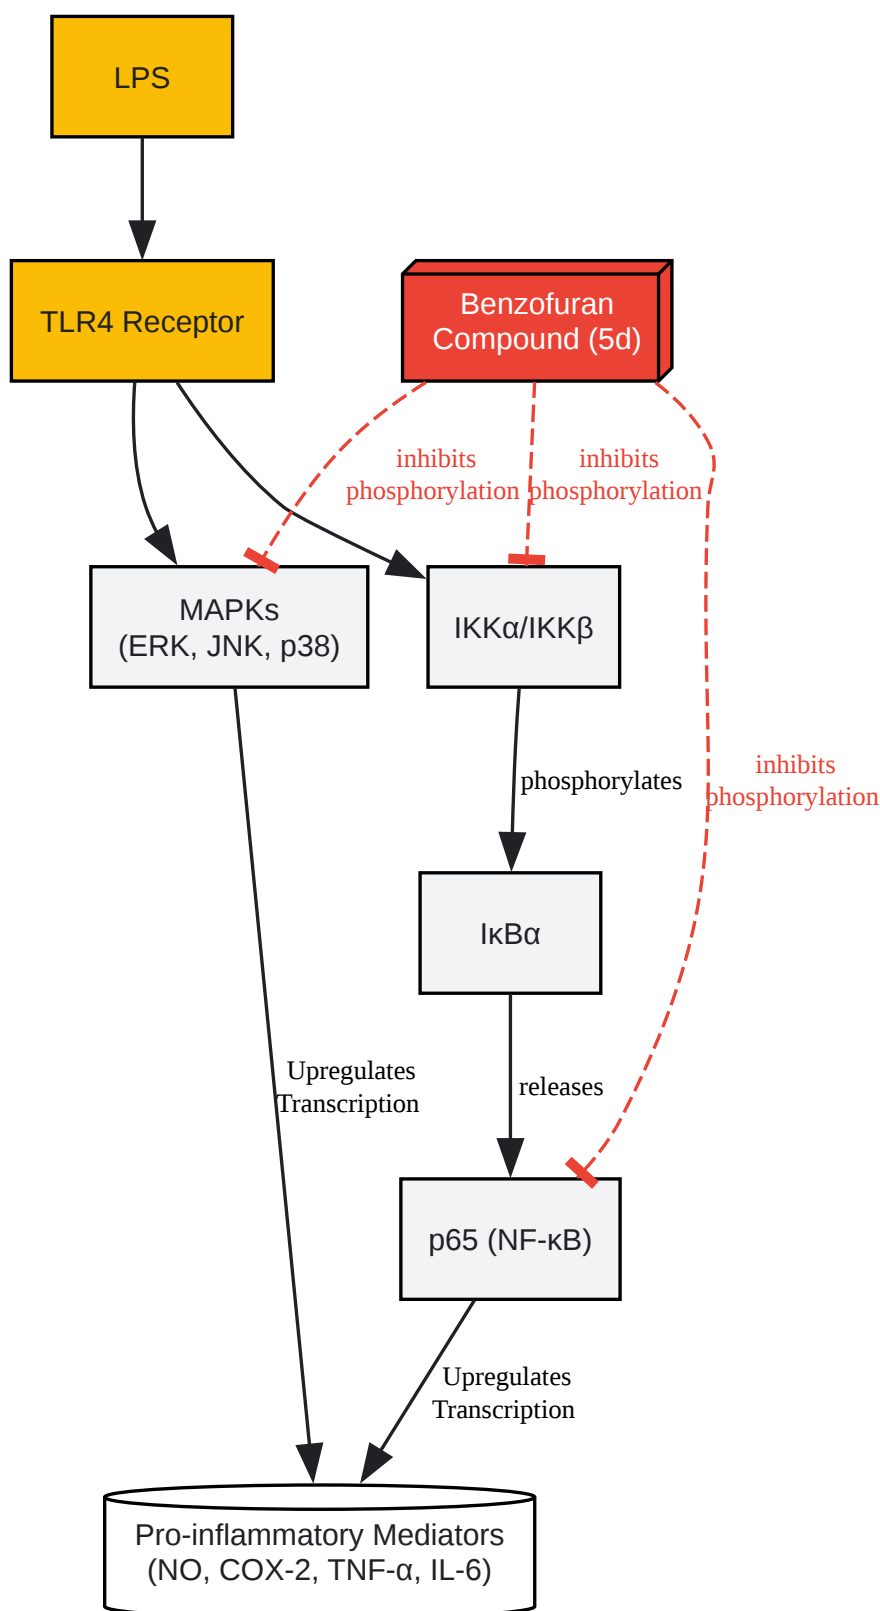 LPS
TLR4 Receptor
Benzofuran
Compound (5d)
inhibits
phosphorylation
inhibits
phosphorylation
MAPKs
(ERK, JNK, p38)
IKKα/IKKβ
phosphorylates
inhibits
phosphorylation
IκBα
Upregulates
Transcription
releases
p65 (NF-κB)
Upregulates
Transcription
Pro-inflammatory Mediators
(NO, COX-2, TNF-α, IL-6)